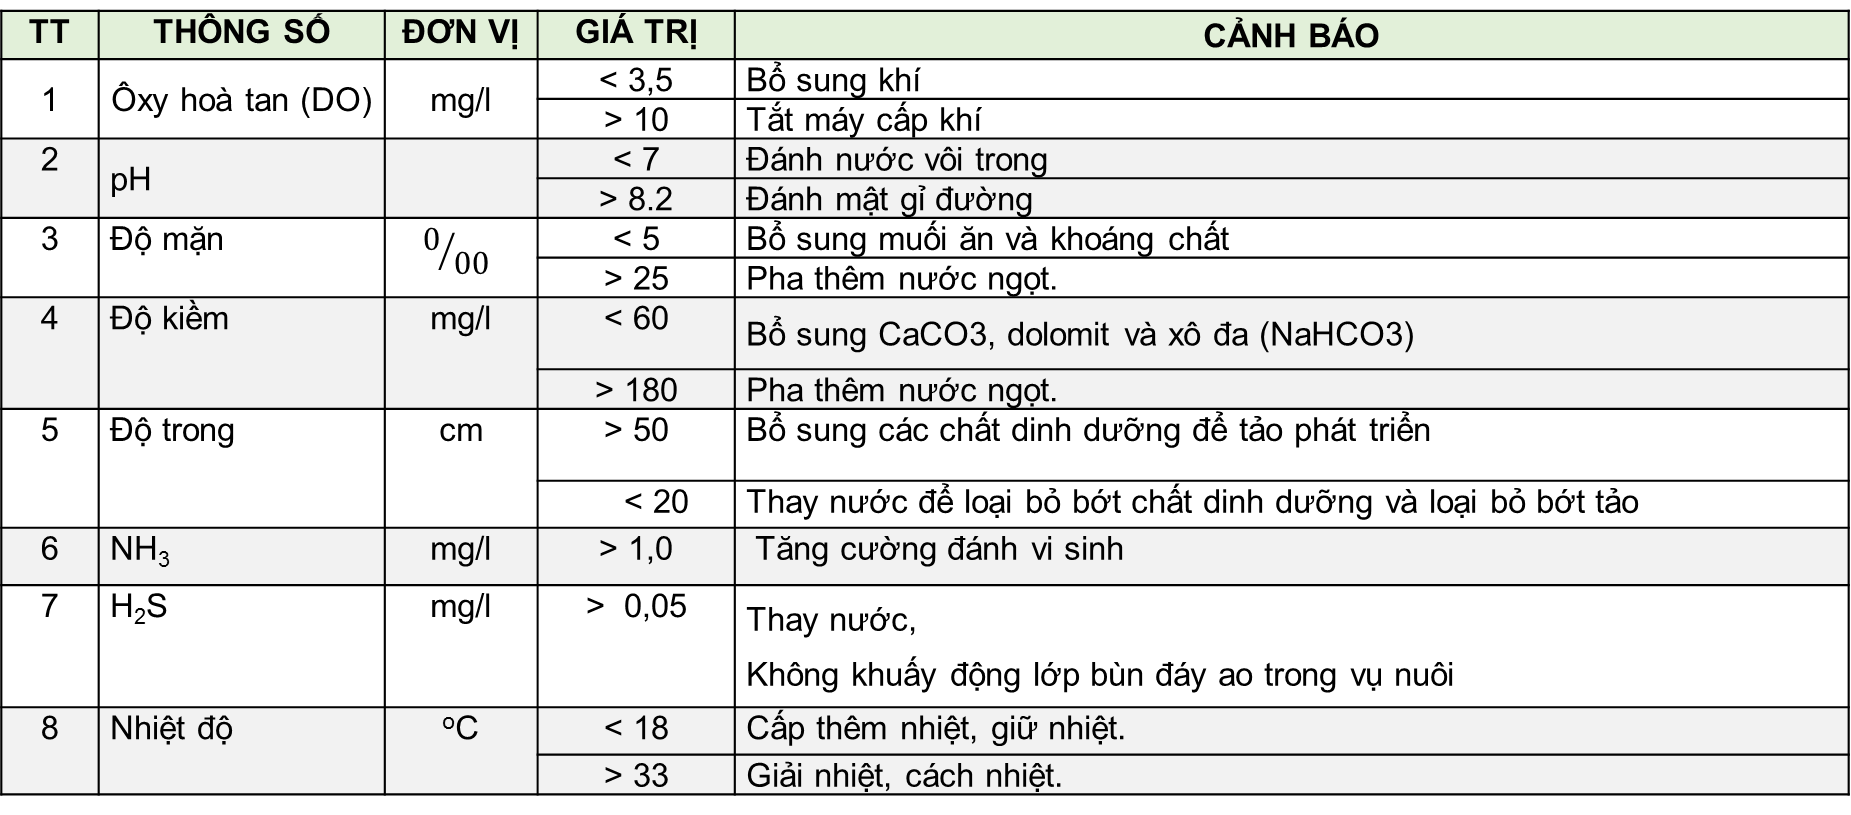 TT THÔNG SỐ ĐƠN VỊ GIÁ TRỊ CẢNH BÁO
1 Ôxy hoà tan (DO) mg/l < 3,5 Bổ sung khí
> 10 Tắt máy cấp khí
2 pH < 7 Đánh nước vôi trong
> 8.2 Đánh mật gỉ đường
3 Độ mặn 0/00 < 5 Bổ sung muối ăn và khoáng chất
> 25 Pha thêm nước ngọt.
4 Độ kiềm mg/l < 60 Bổ sung CaCO3, dolomit và xô đa (NaHCO3)
> 180 Pha thêm nước ngọt.
5 Độ trong cm > 50 Bổ sung các chất dinh dưỡng để tảo phát triển
< 20 Thay nước để loại bỏ bớt chất dinh dưỡng và loại bỏ bớt tảo
6 NH₃ mg/l > 1,0 Tăng cường đánh vi sinh
7 H₂S mg/l > 0,05 Thay nước,
Không khuấy động lớp bùn đáy ao trong vụ nuôi
8 Nhiệt độ ᵒC < 18 Cấp thêm nhiệt, giữ nhiệt.
> 33 Giải nhiệt, cách nhiệt.